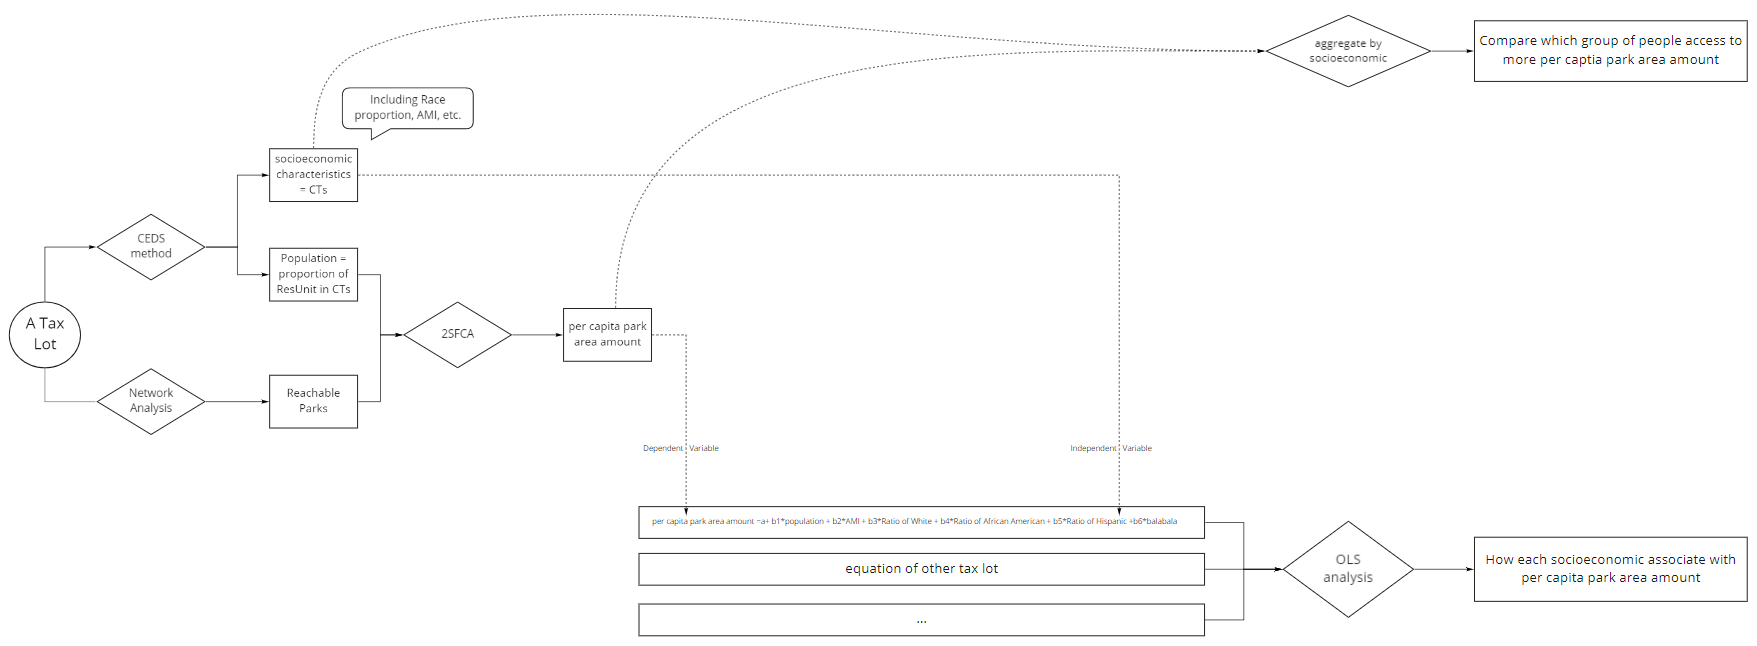 aggregate by
socioeconomic
Compare which group of people access to
more per captia park area amount
Including Race
proportion, AMI, etc.
socioeconomic
characteristics
= CTs
CEDS
method
Population =
proportion of
ResUnit in CTs
A Tax
Lot
2SFCA
per capita park
area amount
Network
Analysis
Reachable
Parks
Dependent Variable
Independent Variable
per capita park area amount =a+ b1*population + b2*AMI + b3*Ratio of White + b4*Ratio of African American + b5*Ratio of Hispanic +b6*balabala
equation of other tax lot
...
OLS
analysis
How each socioeconomic associate with
per capita park area amount